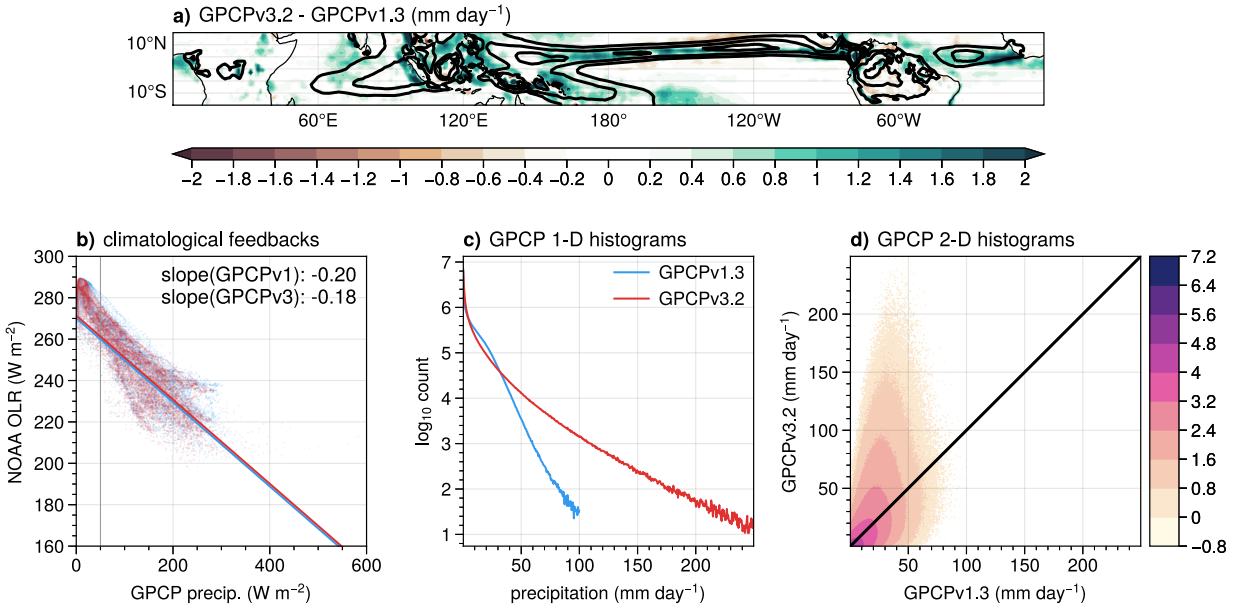 a) GPCPv3.2 - GPCPv1.3 (mm day⁻¹)
10°N
10°S
60°E 120°E 180° 120°W 60°W
−2 −1.8 −1.6 −1.4 −1.2 −1 −0.8 −0.6 −0.4 −0.2 0 0.2 0.4 0.6 0.8 1 1.2 1.4 1.6 1.8 2
b) climatological feedbacks
slope(GPCPv1): -0.20
slope(GPCPv3): -0.18
300
280
260
240
220
200
180
160
NOAA OLR (W m⁻²)
0 200 400 600
GPCP precip. (W m⁻²)
c) GPCP 1-D histograms
GPCPv1.3
GPCPv3.2
7
6
5
4
3
2
1
log₁₀ count
50 100 150 200
precipitation (mm day⁻¹)
d) GPCP 2-D histograms
200
150
100
50
GPCPv3.2 (mm day⁻¹)
50 100 150 200
GPCPv1.3 (mm day⁻¹)
7.2
6.4
5.6
4.8
4
3.2
2.4
1.6
0.8
0
−0.8